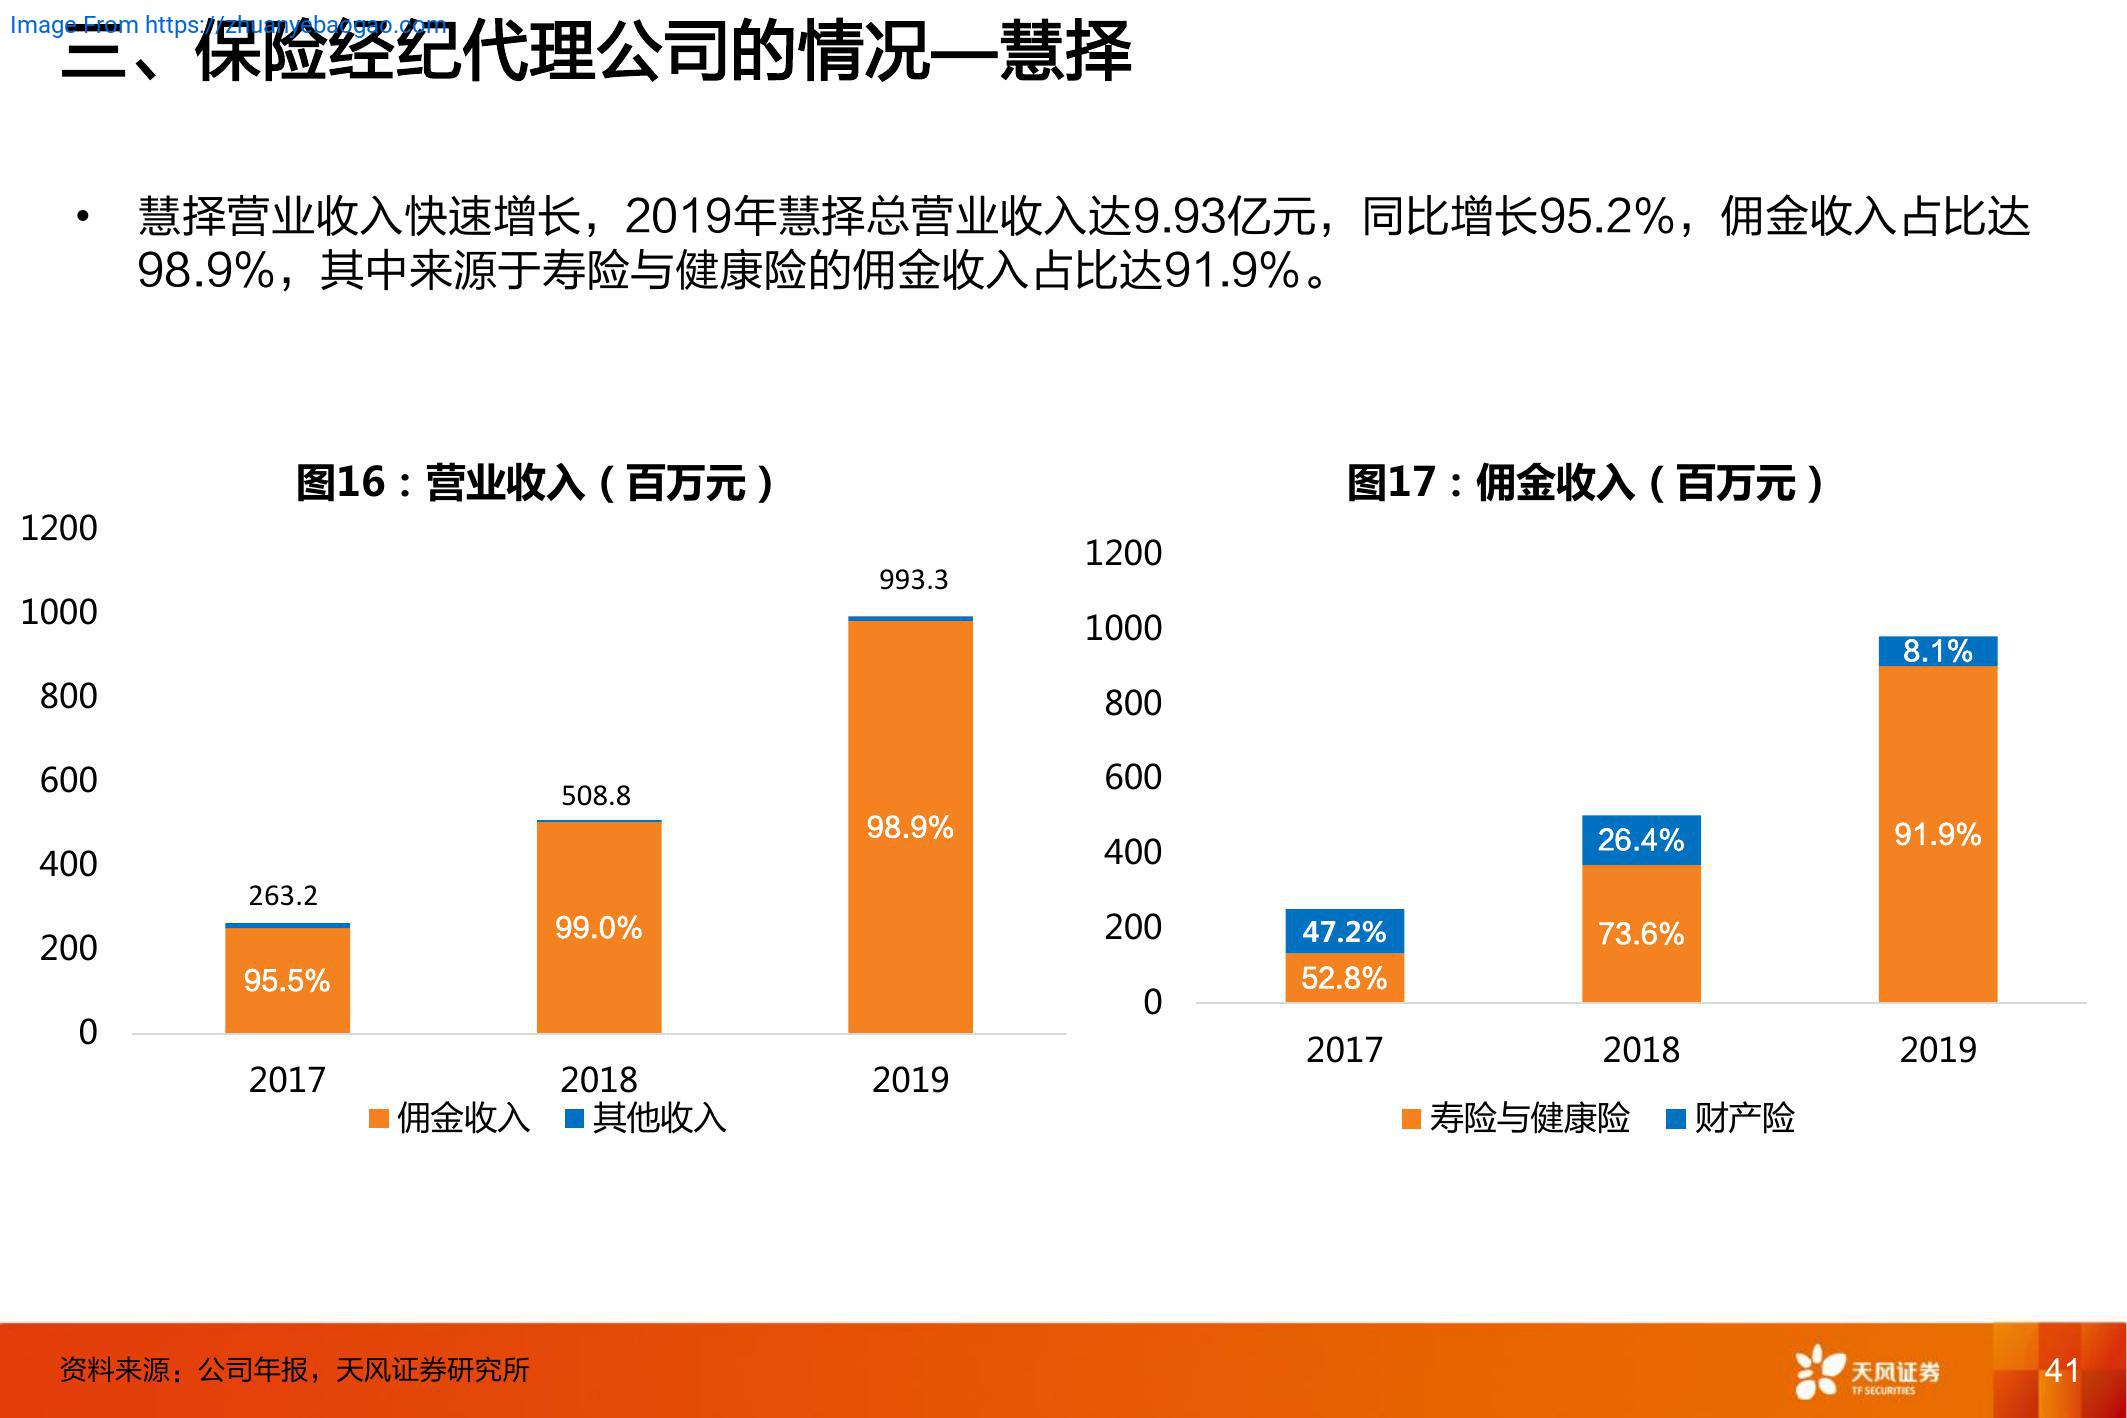 Image From https://zhuanyebaogao.com
三、保险经纪代理公司的情况—慧择
• 慧择营业收入快速增长，2019年慧择总营业收入达9.93亿元，同比增长95.2%，佣金收入占比达
98.9%，其中来源于寿险与健康险的佣金收入占比达91.9%。
图16：营业收入（百万元）
1200
1000
800
600
400
200
0
263.2
95.5%
508.8
99.0%
993.3
98.9%
2017 2018 2019
佣金收入 其他收入
图17：佣金收入（百万元）
1200
1000
800
600
400
200
0
47.2%
52.8%
26.4%
73.6%
8.1%
91.9%
2017 2018 2019
寿险与健康险 财产险
资料来源：公司年报，天风证券研究所
天风证券
TF SECURITIES
41